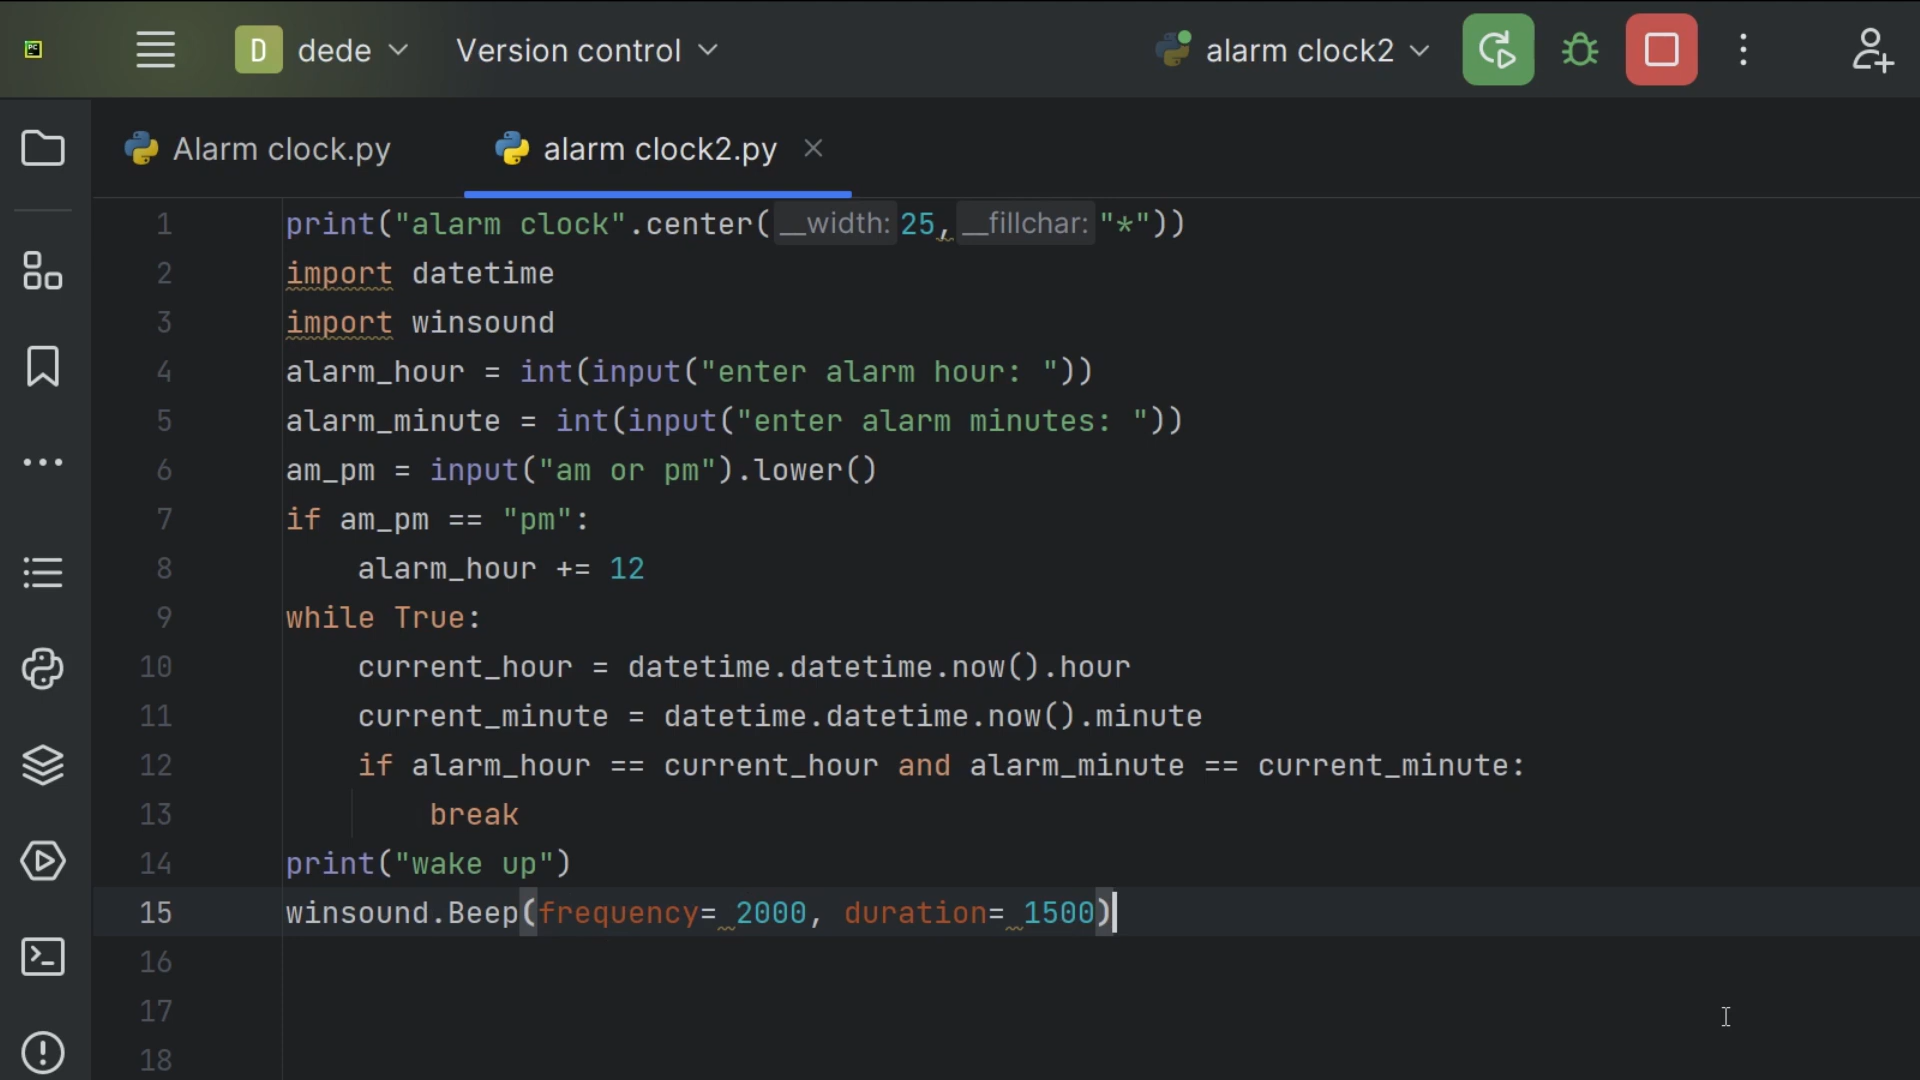 PC
D dede Version control alarm clock2
Alarm clock.py alarm clock2.py
1 print("alarm clock".center( __width: 25, __fillchar: "*"))
2 import datetime
3 import winsound
4 alarm_hour = int(input("enter alarm hour: "))
5 alarm_minute = int(input("enter alarm minutes: "))
6 am_pm = input("am or pm").lower()
7 if am_pm == "pm":
8     alarm_hour += 12
9 while True:
10     current_hour = datetime.datetime.now().hour
11     current_minute = datetime.datetime.now().minute
12     if alarm_hour == current_hour and alarm_minute == current_minute:
13         break
14 print("wake up")
15 winsound.Beep(frequency= 2000, duration= 1500)
16
17
18